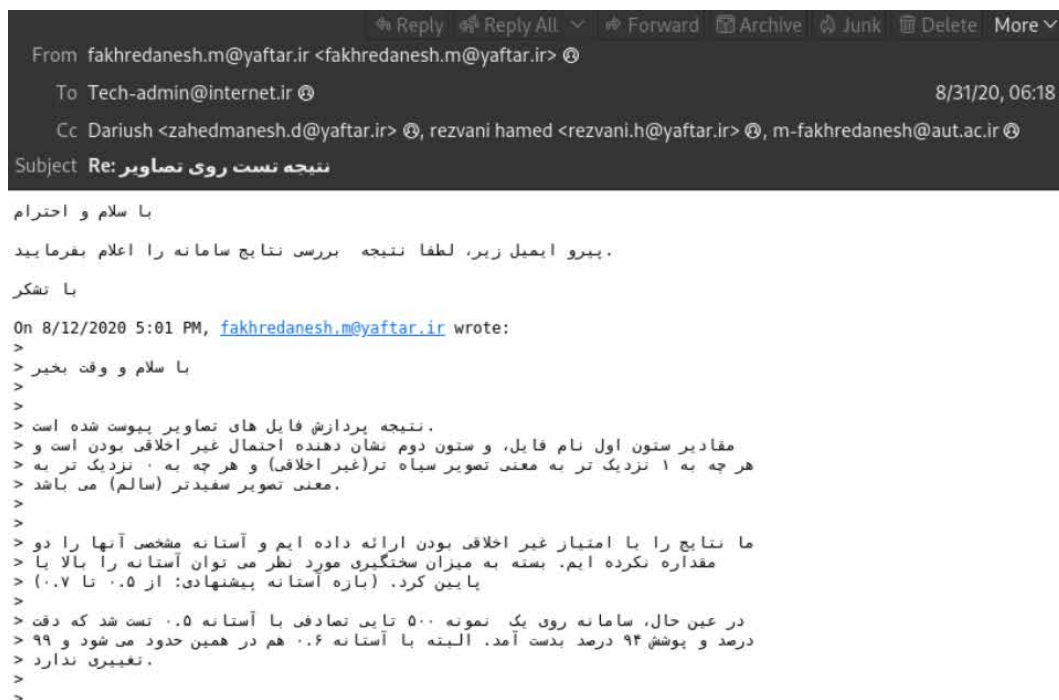 Reply Reply All Forward Archive Junk Delete More
From fakhredanesh.m@yaftar.ir <fakhredanesh.m@yaftar.ir>
To Tech-admin@internet.ir 8/31/20, 06:18
Cc Dariush <zahedmanesh.d@yaftar.ir>, rezvani hamed <rezvani.h@yaftar.ir>, m-fakhredanesh@aut.ac.ir
Subject Re: نتیجه تست روی تصاویر
با سلام و احترام
پیرو ایمیل زیر، لطفا نتیجه بررسی نتایج سامانه را اعلام بفرمایید.
با تشکر
On 8/12/2020 5:01 PM, fakhredanesh.m@yaftar.ir wrote:
>
> با سلام و وقت بخیر
>
>
> نتیجه پردازش فایل های تصاویر پیوست شده است.
> مقادیر ستون اول نام فایل، و ستون دوم نشان دهنده احتمال غیر اخلاقی بودن است و
> هر چه به ۱ نزدیک تر به معنی تصویر سیاه تر(غیر اخلاقی) و هر چه به ۰ نزدیک تر به
> معنی تصویر سفیدتر (سالم) می باشد.
>
>
> ما نتایج را با امتیاز غیر اخلاقی بودن ارائه داده ایم و آستانه مشخصی آنها را دو
> مقداره نکرده ایم. بسته به میزان سختگیری مورد نظر می توان آستانه را بالا یا
> پایین کرد. (بازه آستانه پیشنهادی: از ۰.۵ تا ۰.۷)
>
> در عین حال، سامانه روی یک نمونه ۵۰۰ تایی تصادفی با آستانه ۰.۵ تست شد که دقت
> ۹۹ درصد و پوشش ۹۴ درصد بدست آمد. البته با آستانه ۰.۶ هم در همین حدود می شود و
> تغییری ندارد.
>
>